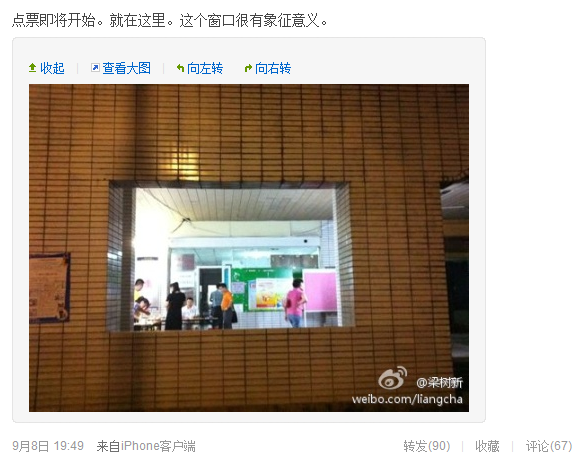 点票即将开始。就在这里。这个窗口很有象征意义。
收起 | 查看大图 | 向左转 向右转
@梁树新
weibo.com/liangcha
9月8日 19:49 来自iPhone客户端 转发(90) | 收藏 | 评论(67)